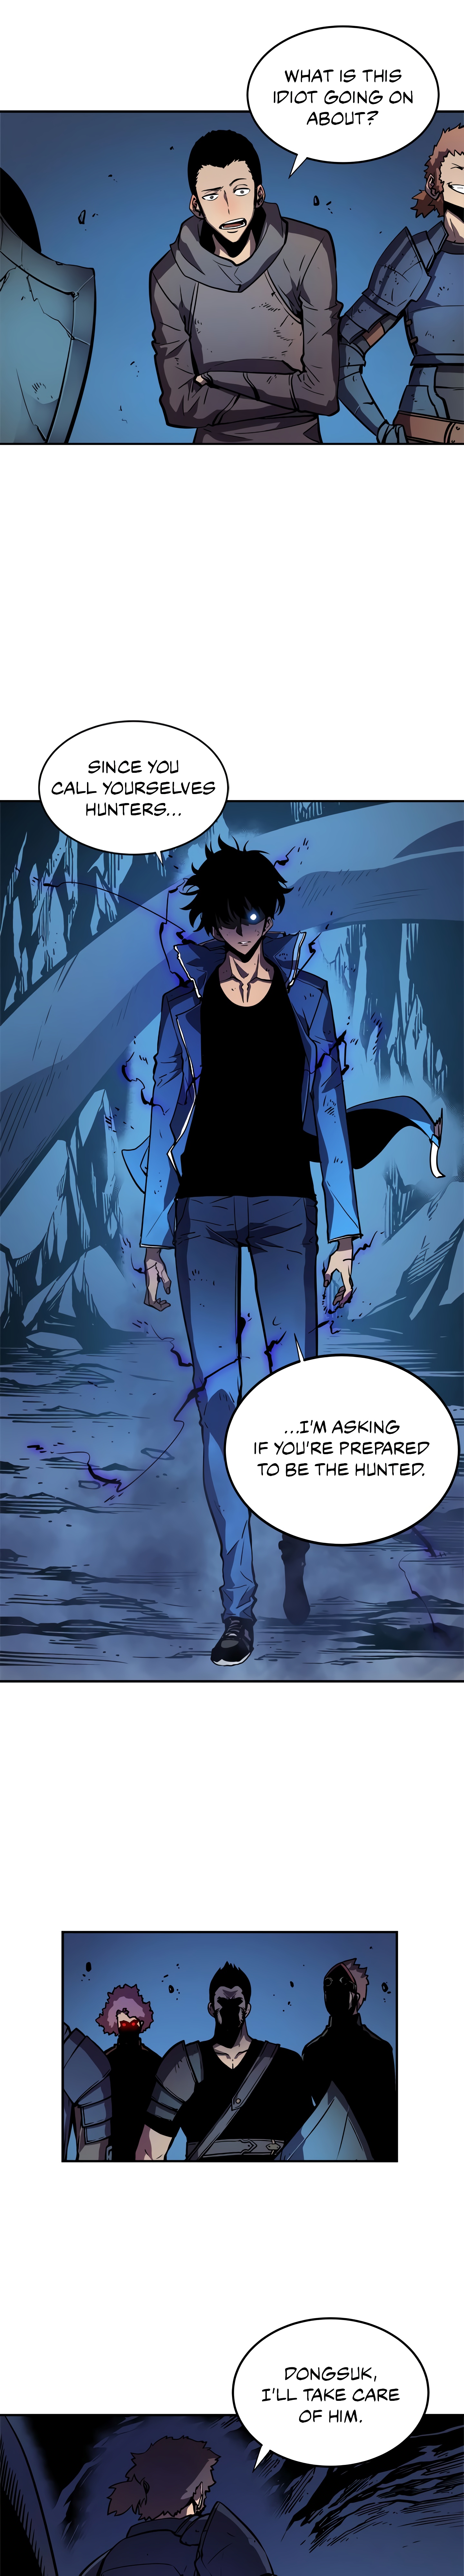 WHAT IS THIS
IDIOT GOING ON
ABOUT?
SINCE YOU
CALL YOURSELVES
HUNTERS...
...I'M ASKING
IF YOU'RE PREPARED
TO BE THE HUNTED.
DONGSUK,
I'LL TAKE CARE
OF HIM.